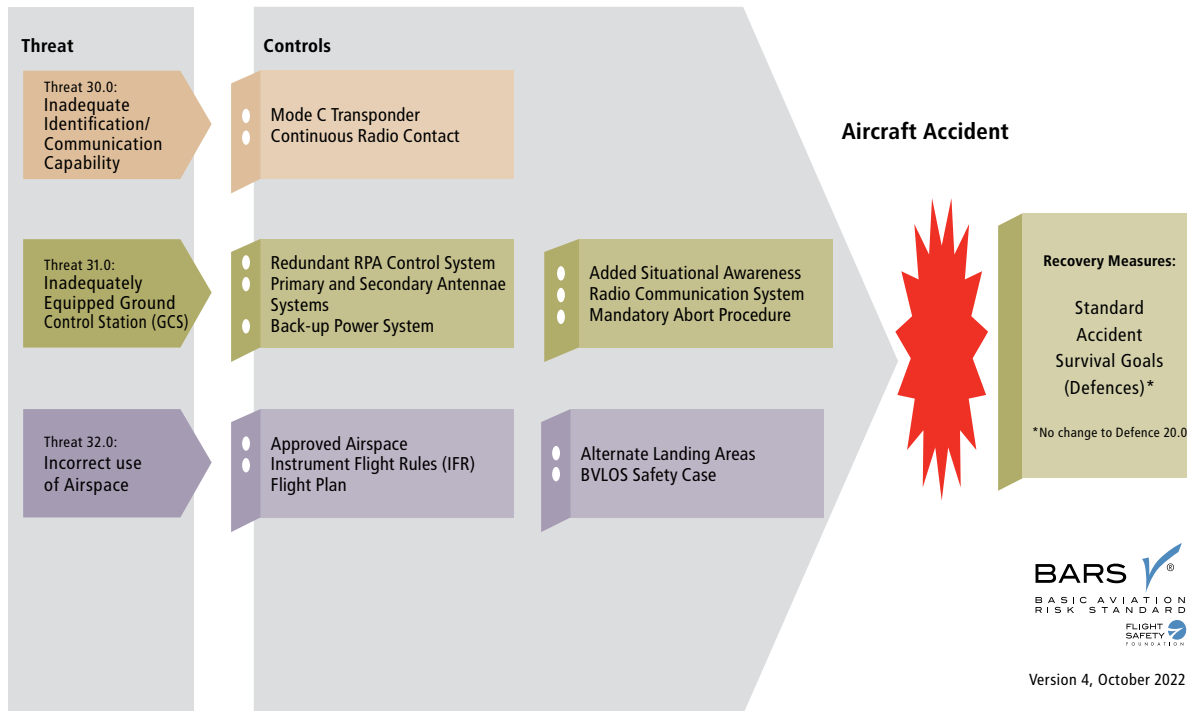 Threat
Controls
Threat 30.0:
Inadequate
Identification/
Communication
Capability
Mode C Transponder
Continuous Radio Contact
Aircraft Accident
Threat 31.0:
Inadequately
Equipped Ground
Control Station (GCS)
Redundant RPA Control System
Primary and Secondary Antennae
Systems
Back-up Power System
Added Situational Awareness
Radio Communication System
Mandatory Abort Procedure
Recovery Measures:
Standard
Accident
Survival Goals
(Defences)*
*No change to Defence 20.0
Threat 32.0:
Incorrect use
of Airspace
Approved Airspace
Instrument Flight Rules (IFR)
Flight Plan
Alternate Landing Areas
BVLOS Safety Case
BARS ®
BASIC AVIATION
RISK STANDARD
FLIGHT
SAFETY
FOUNDATION
Version 4, October 2022